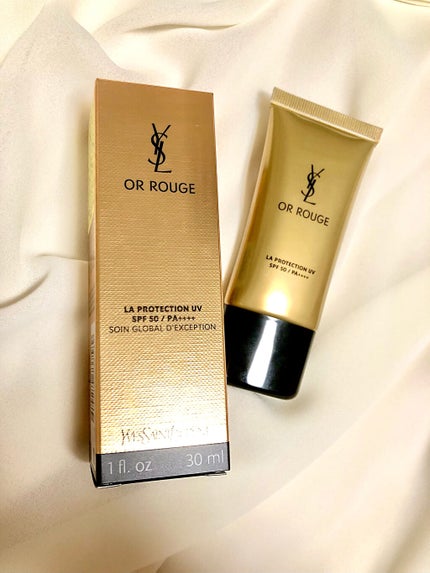 YSL
OR ROUGE
LA PROTECTION UV
SPF 50 / PA++++
SOIN GLOBAL D'EXCEPTION
YVESSAINTLAURENT
1 fl. oz 30 ml
YSL
OR ROUGE
LA PROTECTION UV
SPF 50 / PA++++